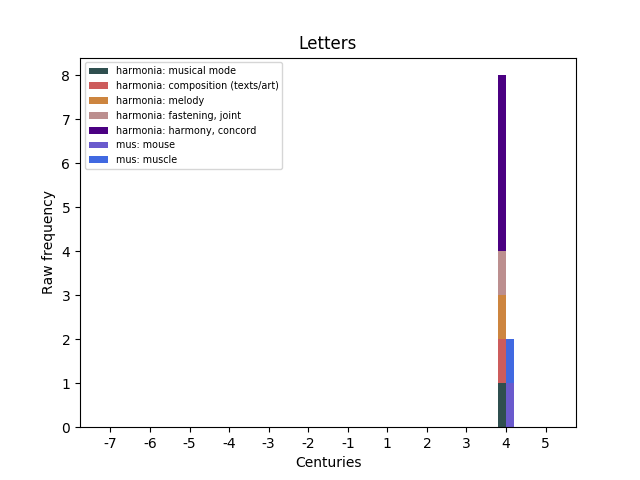 Letters
harmonia: musical mode
harmonia: composition (texts/art)
harmonia: melody
harmonia: fastening, joint
harmonia: harmony, concord
mus: mouse
mus: muscle
Raw frequency
8
7
6
5
4
3
2
1
0
-7 -6 -5 -4 -3 -2 -1 1 2 3 4 5
Centuries